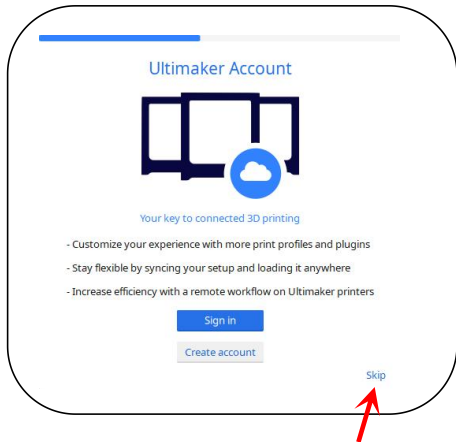 Ultimaker Account
Your key to connected 3D printing
- Customize your experience with more print profiles and plugins
- Stay flexible by syncing your setup and loading it anywhere
- Increase efficiency with a remote workflow on Ultimaker printers
Sign in
Create account
Skip